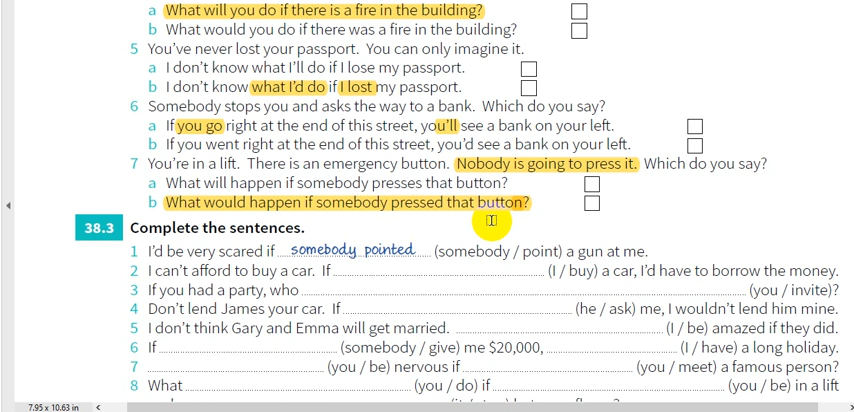 a What will you do if there is a fire in the building?
b What would you do if there was a fire in the building?
5 You've never lost your passport. You can only imagine it.
a I don't know what I'll do if I lose my passport.
b I don't know what I'd do if I lost my passport.
6 Somebody stops you and asks the way to a bank. Which do you say?
a If you go right at the end of this street, you'll see a bank on your left.
b If you went right at the end of this street, you'd see a bank on your left.
7 You're in a lift. There is an emergency button. Nobody is going to press it. Which do you say?
a What will happen if somebody presses that button?
b What would happen if somebody pressed that button?
38.3 Complete the sentences.
1 I'd be very scared if somebody pointed (somebody / point) a gun at me.
2 I can't afford to buy a car. If (I / buy) a car, I'd have to borrow the money.
3 If you had a party, who (you / invite)?
4 Don't lend James your car. If (he / ask) me, I wouldn't lend him mine.
5 I don't think Gary and Emma will get married. (I / be) amazed if they did.
6 If (somebody / give) me $20,000, (I / have) a long holiday.
7 (you / be) nervous if (you / meet) a famous person?
8 What (you / do) if (you / be) in a lift
7.95 x 10.63 in